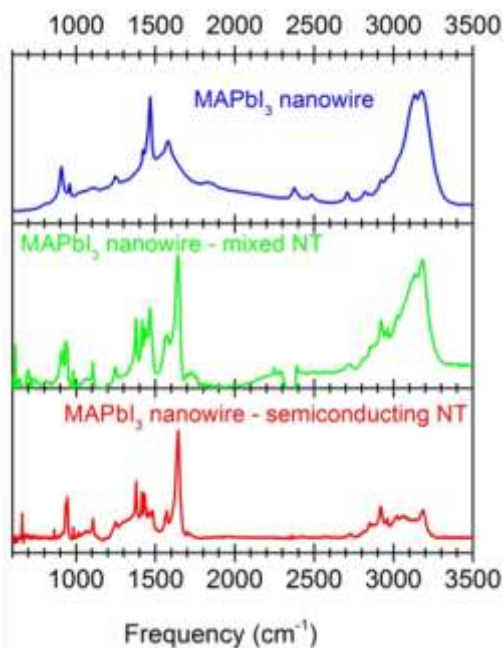 1000 1500 2000 2500 3000 3500
MAPbI₃ nanowire
MAPbI₃ nanowire - mixed NT
MAPbI₃ nanowire - semiconducting NT
1000 1500 2000 2500 3000 3500
Frequency (cm⁻¹)